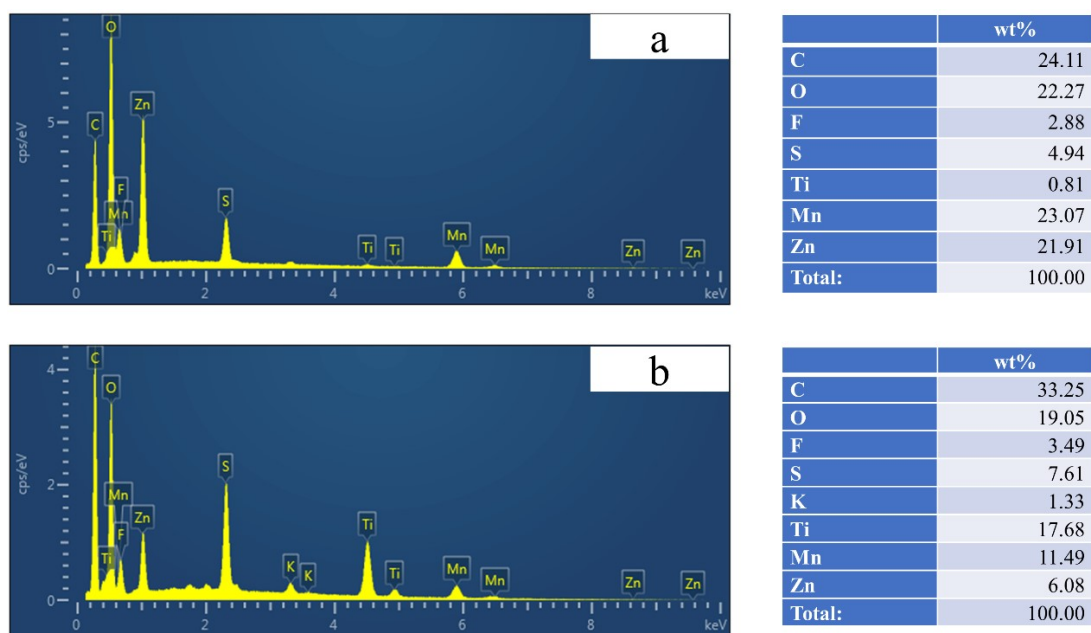 a
O
Zn
C
F
Mn
Ti
S
Ti
Ti
Mn
Mn
Zn
Zn
cps/eV
5
0
0 2 4 6 8 keV
wt%
C 24.11
O 22.27
F 2.88
S 4.94
Ti 0.81
Mn 23.07
Zn 21.91
Total: 100.00
b
C
O
Mn
F
Ti
Zn
S
K
K
Ti
Ti
Mn
Mn
Zn
Zn
cps/eV
4
2
0
0 2 4 6 8 keV
wt%
C 33.25
O 19.05
F 3.49
S 7.61
K 1.33
Ti 17.68
Mn 11.49
Zn 6.08
Total: 100.00